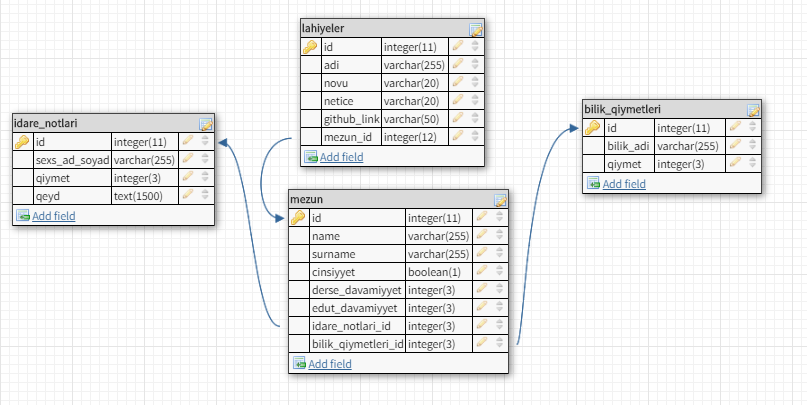 lahiyeler
id integer(11)
adi varchar(255)
novu varchar(20)
netice varchar(20)
github_link varchar(50)
mezun_id integer(12)
Add field
idare_notlari
id integer(11)
sexs_ad_soyad varchar(255)
qiymet integer(3)
qeyd text(1500)
Add field
bilik_qiymetleri
id integer(11)
bilik_adi varchar(255)
qiymet integer(3)
Add field
mezun
id integer(11)
name varchar(255)
surname varchar(255)
cinsiyyet boolean(1)
derse_davamiyyet integer(3)
edut_davamiyyet integer(3)
idare_notlari_id integer(3)
bilik_qiymetleri_id integer(3)
Add field